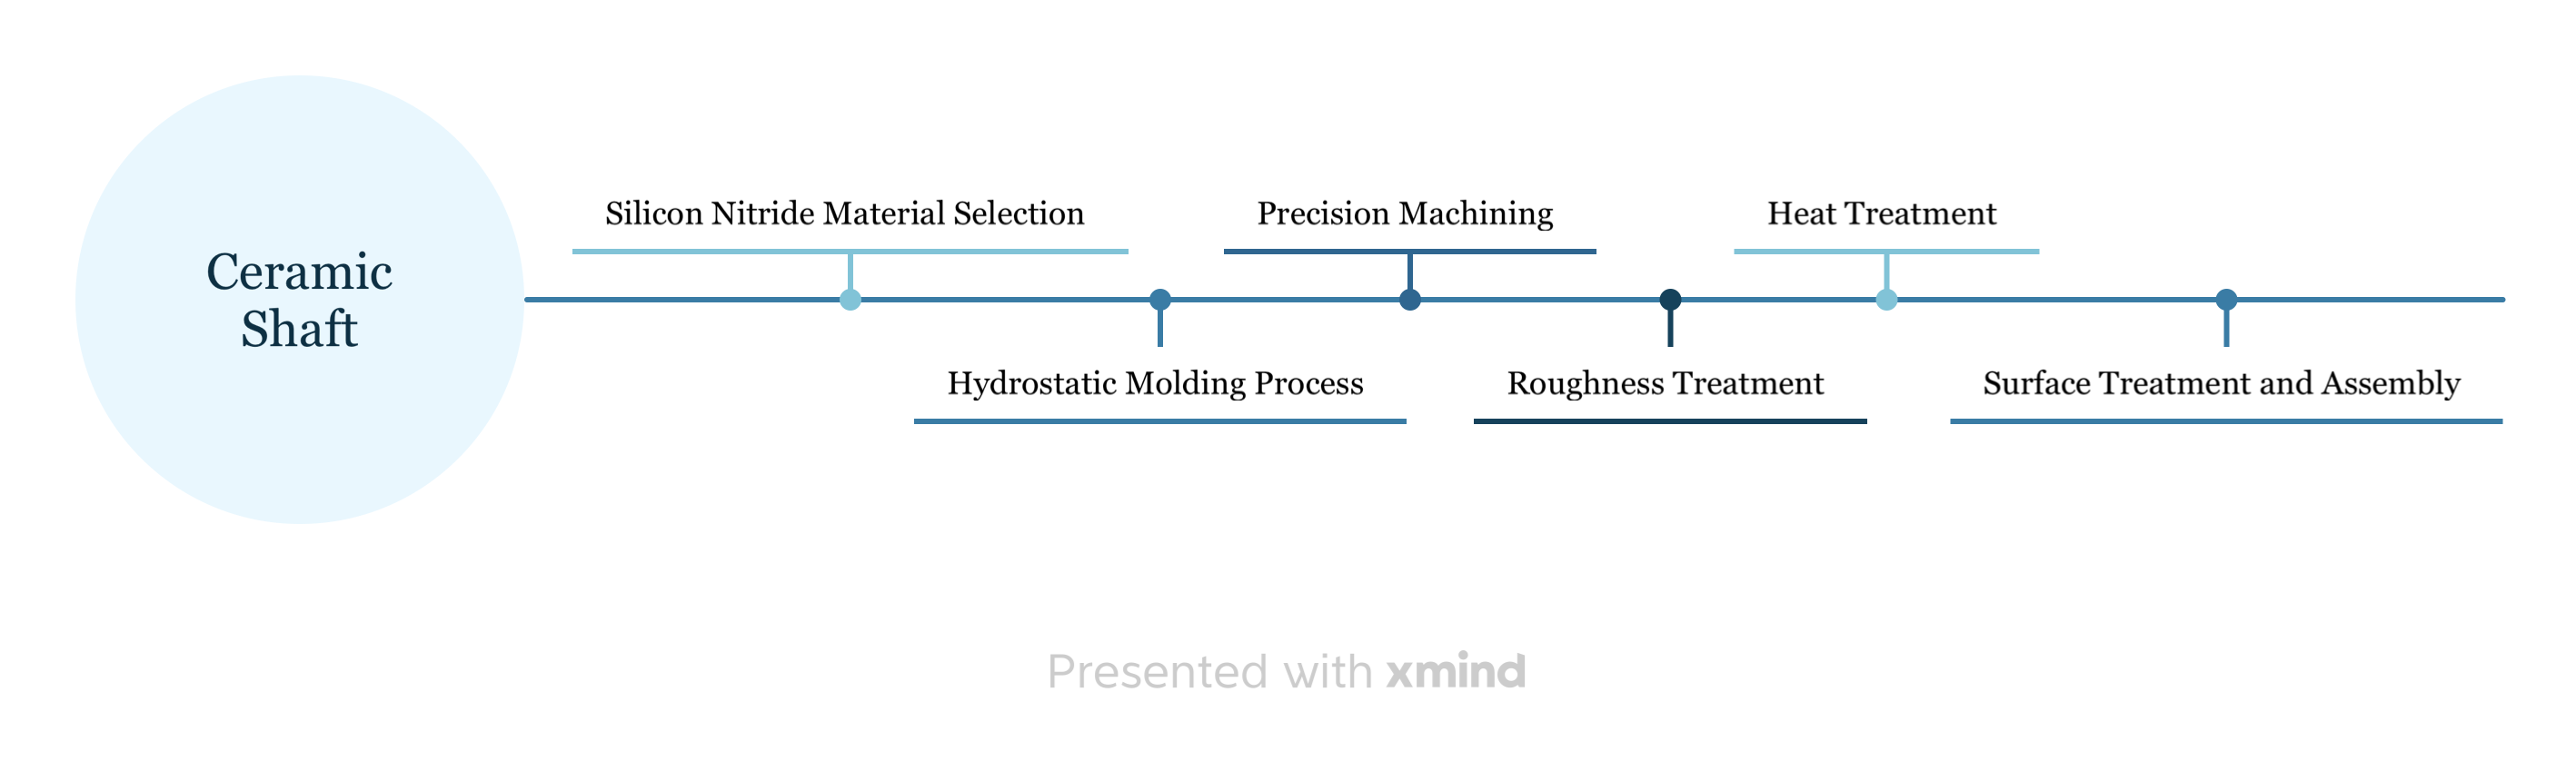 Ceramic
Shaft
Silicon Nitride Material Selection
Hydrostatic Molding Process
Precision Machining
Roughness Treatment
Heat Treatment
Surface Treatment and Assembly
Presented with xmind